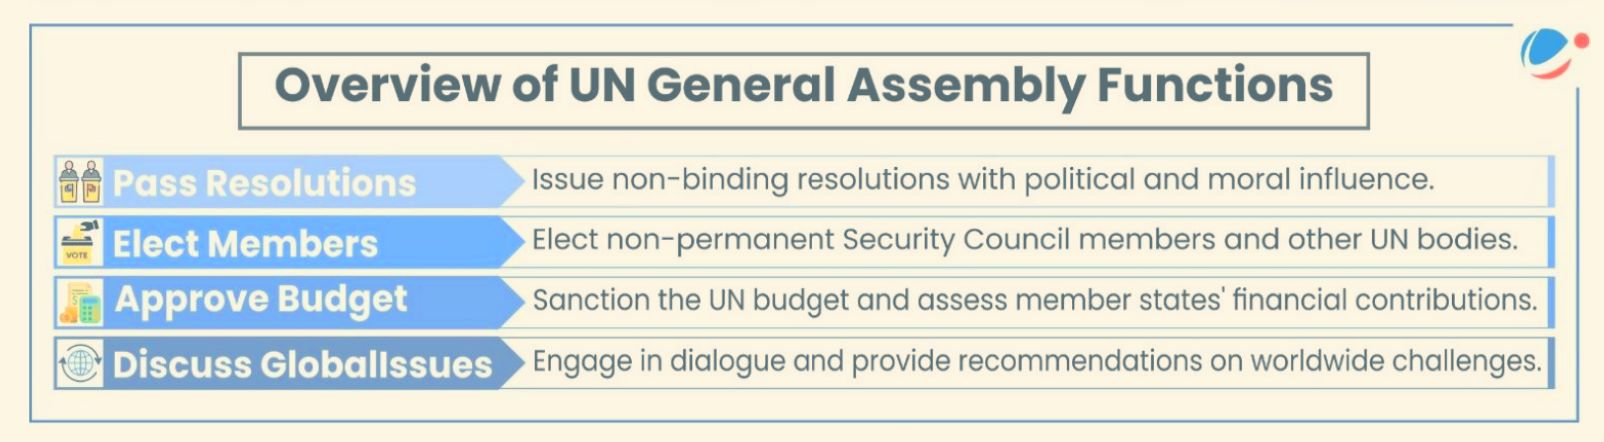 Overview of UN General Assembly Functions
Pass Resolutions
Issue non-binding resolutions with political and moral influence.
Elect Members
VOTE
Elect non-permanent Security Council members and other UN bodies.
Approve Budget
Sanction the UN budget and assess member states' financial contributions.
Discuss GlobalIssues
Engage in dialogue and provide recommendations on worldwide challenges.